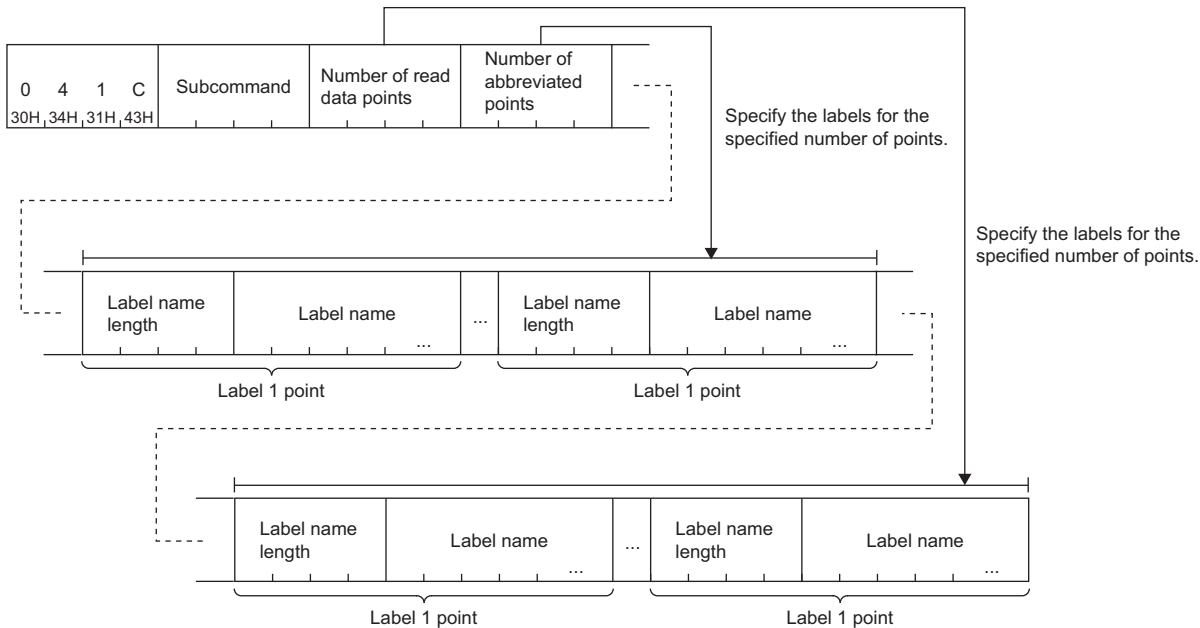 0 4 1 C
30H 34H 31H 43H
Subcommand
Number of read
data points
Number of
abbreviated
points
Specify the labels for the
specified number of points.
Specify the labels for the
specified number of points.
Label name
length
Label name
...
...
Label name
length
Label name
...
Label 1 point
Label 1 point
Label name
length
Label name
...
...
Label name
length
Label name
...
Label 1 point
Label 1 point